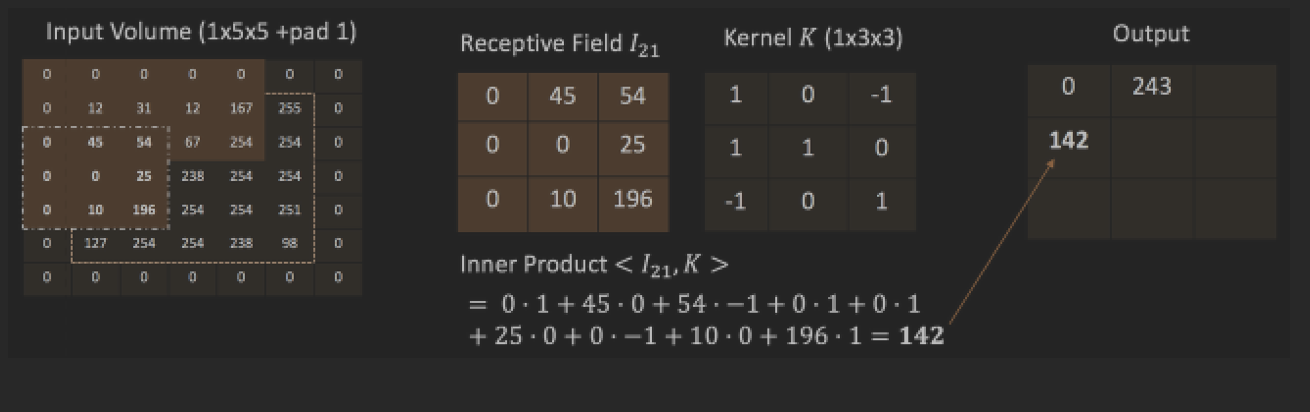 Input Volume (1x5x5 +pad 1)
0 0 0 0 0 0 0
0 12 31 12 167 255 0
0 45 54 67 254 254 0
0 0 25 238 254 254 0
0 10 196 254 254 251 0
0 127 254 254 238 98 0
0 0 0 0 0 0 0
Receptive Field I₂₁
0 45 54
0 0 25
0 10 196
Kernel K (1x3x3)
1 0 -1
1 1 0
-1 0 1
Inner Product < I₂₁, K >
= 0 · 1 + 45 · 0 + 54 · −1 + 0 · 1 + 0 · 1
+ 25 · 0 + 0 · −1 + 10 · 0 + 196 · 1 = 142
Output
0 243
142